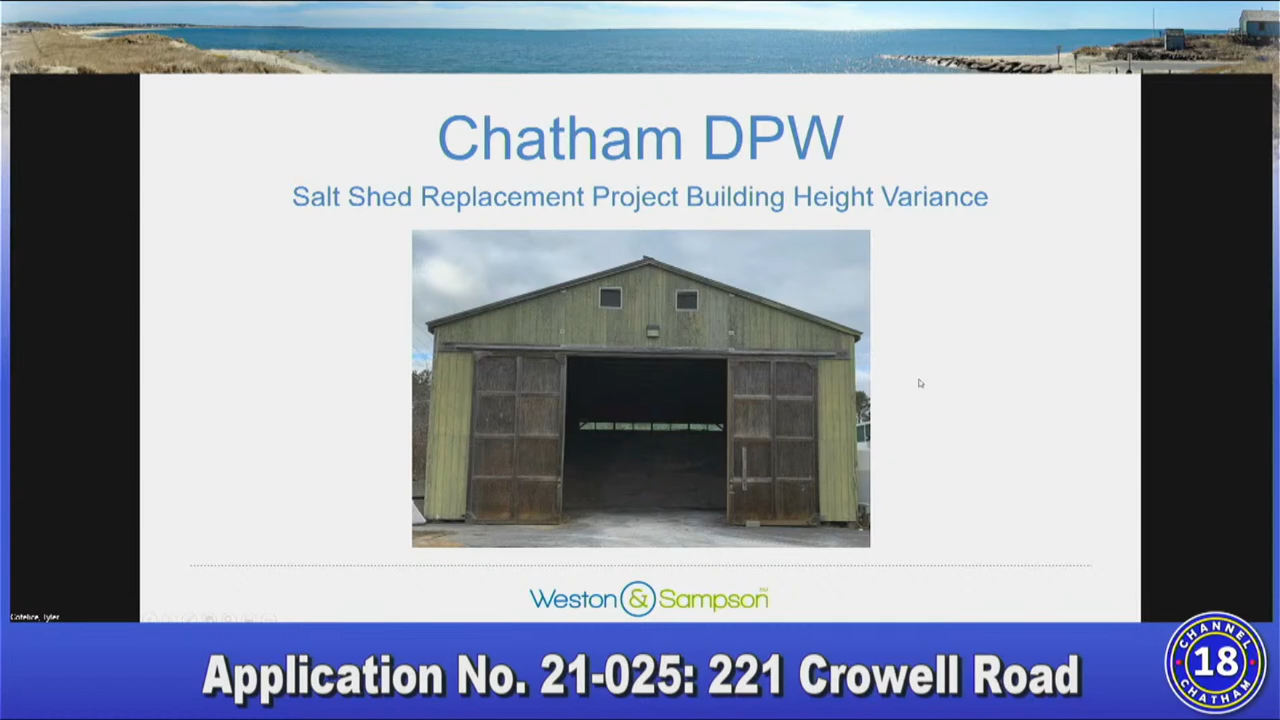 Chatham DPW
Salt Shed Replacement Project Building Height Variance
Weston & Sampson
Application No. 21-025: 221 Crowell Road
CHANNEL
18
CHATHAM